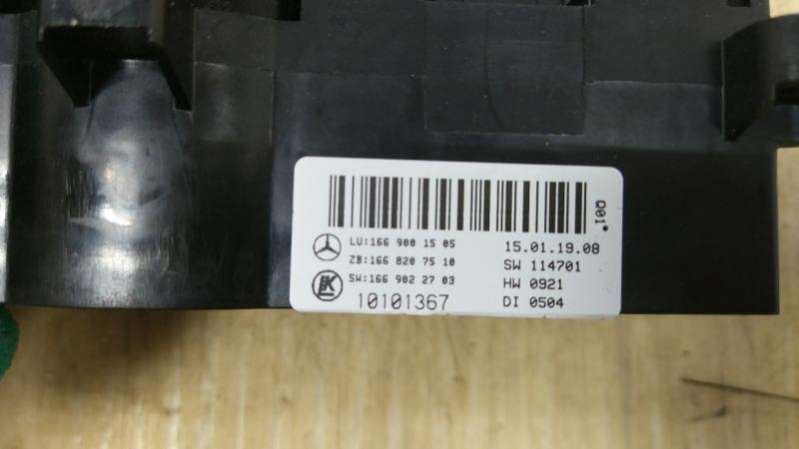 Q01
LU:166 900 15 05
ZB:166 820 75 10
SW:166 902 27 03
10101367
15.01.19.08
SW 114701
HW 0921
DI 0504